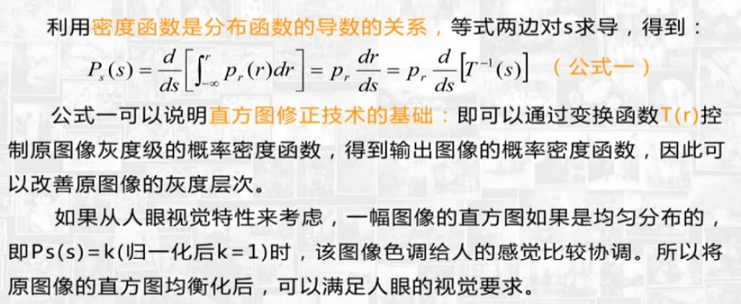 利用密度函数是分布函数的导数的关系，等式两边对s求导，得到：
P_s(s) = d/ds [∫_{-∞}^{r} p_r(r)dr] = p_r dr/ds = p_r d/ds [T^{-1}(s)] （公式一）
公式一可以说明直方图修正技术的基础：即可以通过变换函数T(r)控
制原图像灰度级的概率密度函数，得到输出图像的概率密度函数，因此可
以改善原图像的灰度层次。
如果从人眼视觉特性来考虑，一幅图像的直方图如果是均匀分布的，
即Ps(s)=k(归一化后k=1)时，该图像色调给人的感觉比较协调。所以将
原图像的直方图均衡化后，可以满足人眼的视觉要求。